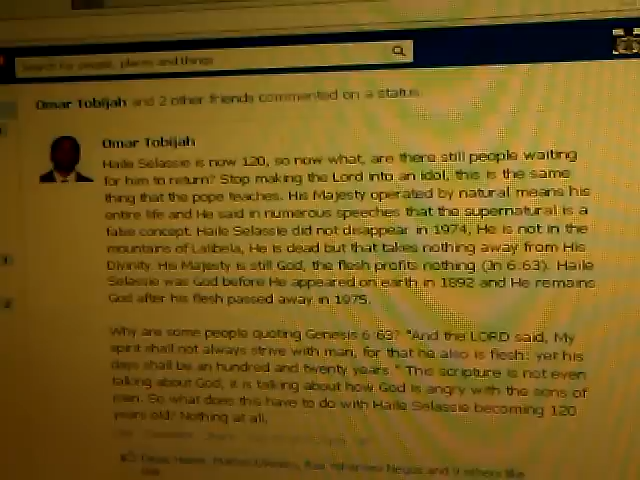 Search for people, places and things
Omar Tobijah and 2 other friends commented on a status.
Omar Tobijah
Haile Selassie is now 120, so now what, are there still people waiting
for him to return? Stop making the Lord into an idol, this is the same
thing that the pope teaches. His Majesty operated by natural means his
entire life and He said in numerous speeches that the supernatural is a
false concept. Haile Selassie did not disappear in 1974, He is not in the
mountains of Lalibela, He is dead but that takes nothing away from His
Divinity. His Majesty is still God, the flesh profits nothing (Jn 6:63). Haile
Selassie was God before He appeared on earth in 1892 and He remains
God after his flesh passed away in 1975.
Why are some people quoting Genesis 6:63? "And the LORD said, My
spirit shall not always strive with man, for that he also is flesh: yet his
days shall be an hundred and twenty years." This scripture is not even
talking about God, it is talking about how God is angry with the sons of
men. So what does this have to do with Haile Selassie becoming 120
years old? Nothing at all.
Negus and 9 others like